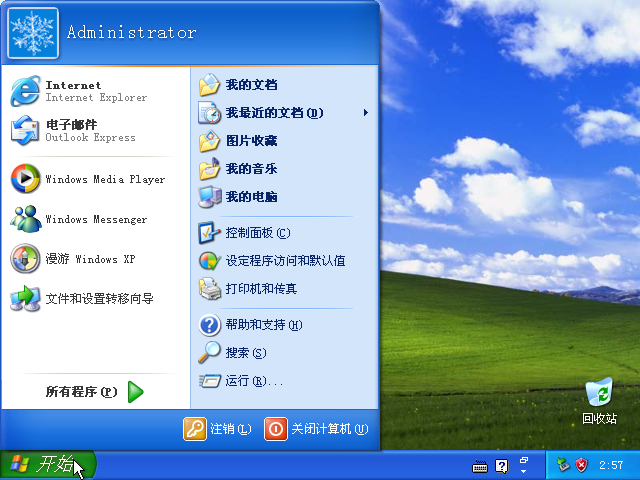 Administrator
Internet
Internet Explorer
电子邮件
Outlook Express
Windows Media Player
Windows Messenger
漫游 Windows XP
文件和设置转移向导
所有程序(P)
我的文档
我最近的文档(D)
图片收藏
我的音乐
我的电脑
控制面板(C)
设定程序访问和默认值
打印机和传真
帮助和支持(H)
搜索(S)
运行(R)...
注销(L)
关闭计算机(U)
回收站
开始
2:57